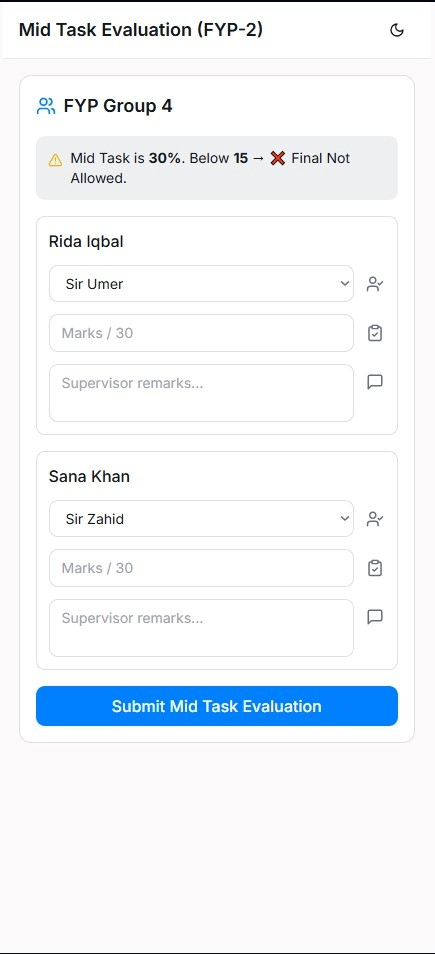 Mid Task Evaluation (FYP-2)
FYP Group 4
Mid Task is 30%. Below 15 → ❌ Final Not
Allowed.
Rida Iqbal
Sir Umer
Marks / 30
Supervisor remarks...
Sana Khan
Sir Zahid
Marks / 30
Supervisor remarks...
Submit Mid Task Evaluation